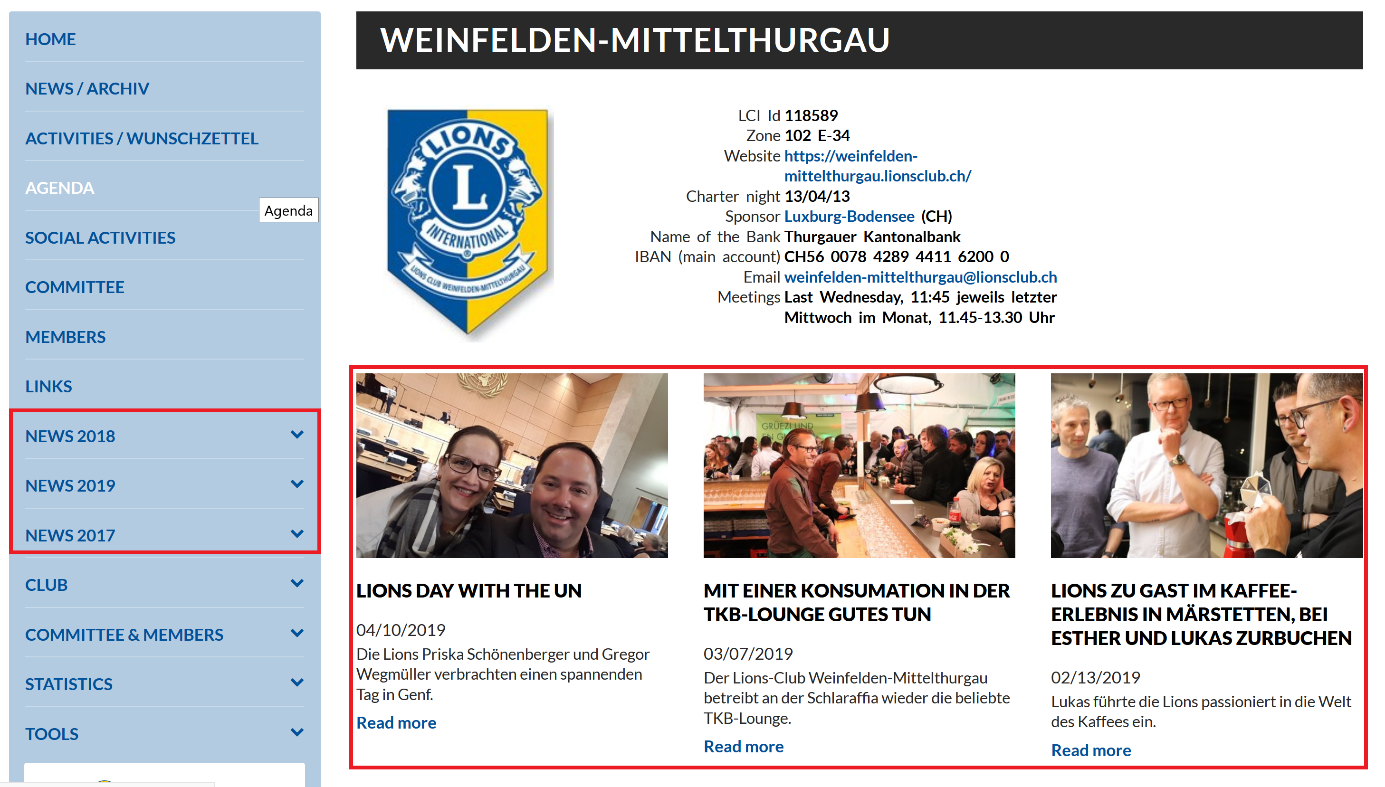 HOME
NEWS / ARCHIV
ACTIVITIES / WUNSCHZETTEL
AGENDA
Agenda
SOCIAL ACTIVITIES
COMMITTEE
MEMBERS
LINKS
NEWS 2018
NEWS 2019
NEWS 2017
CLUB
COMMITTEE & MEMBERS
STATISTICS
TOOLS
WEINFELDEN-MITTELTHURGAU
LIONS
L
INTERNATIONAL
®
LIONS CLUB WEINFELDEN-MITTELTHURGAU
LCI Id 118589
Zone 102 E-34
Website https://weinfelden-
mittelthurgau.lionsclub.ch/
Charter night 13/04/13
Sponsor Luxburg-Bodensee (CH)
Name of the Bank Thurgauer Kantonalbank
IBAN (main account) CH56 0078 4289 4411 6200 0
Email weinfelden-mittelthurgau@lionsclub.ch
Meetings Last Wednesday, 11:45 jeweils letzter
Mittwoch im Monat, 11.45-13.30 Uhr
LIONS DAY WITH THE UN
04/10/2019
Die Lions Priska Schönenberger und Gregor
Wegmüller verbrachten einen spannenden
Tag in Genf.
Read more
GRÜEZI UND
MIT EINER KONSUMATION IN DER
TKB-LOUNGE GUTES TUN
03/07/2019
Der Lions-Club Weinfelden-Mittelthurgau
betreibt an der Schlaraffia wieder die beliebte
TKB-Lounge.
Read more
LIONS ZU GAST IM KAFFEE-
ERLEBNIS IN MÄRSTETTEN, BEI
ESTHER UND LUKAS ZURBUCHEN
02/13/2019
Lukas führte die Lions passioniert in die Welt
des Kaffees ein.
Read more